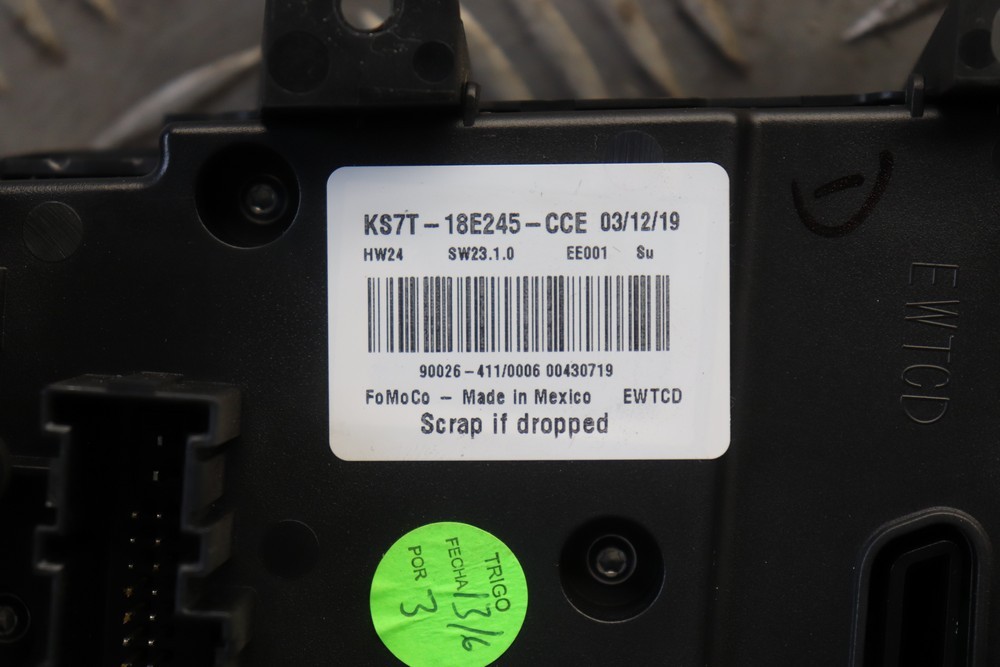 KS7T-18E245-CCE 03/12/19
HW24 SW23.1.0 EE001 Su
90026-411/0006 00430719
FoMoCo - Made in Mexico EWTCD
Scrap if dropped
EWTCD
TRIGO
FECHA 13/6
POR 3